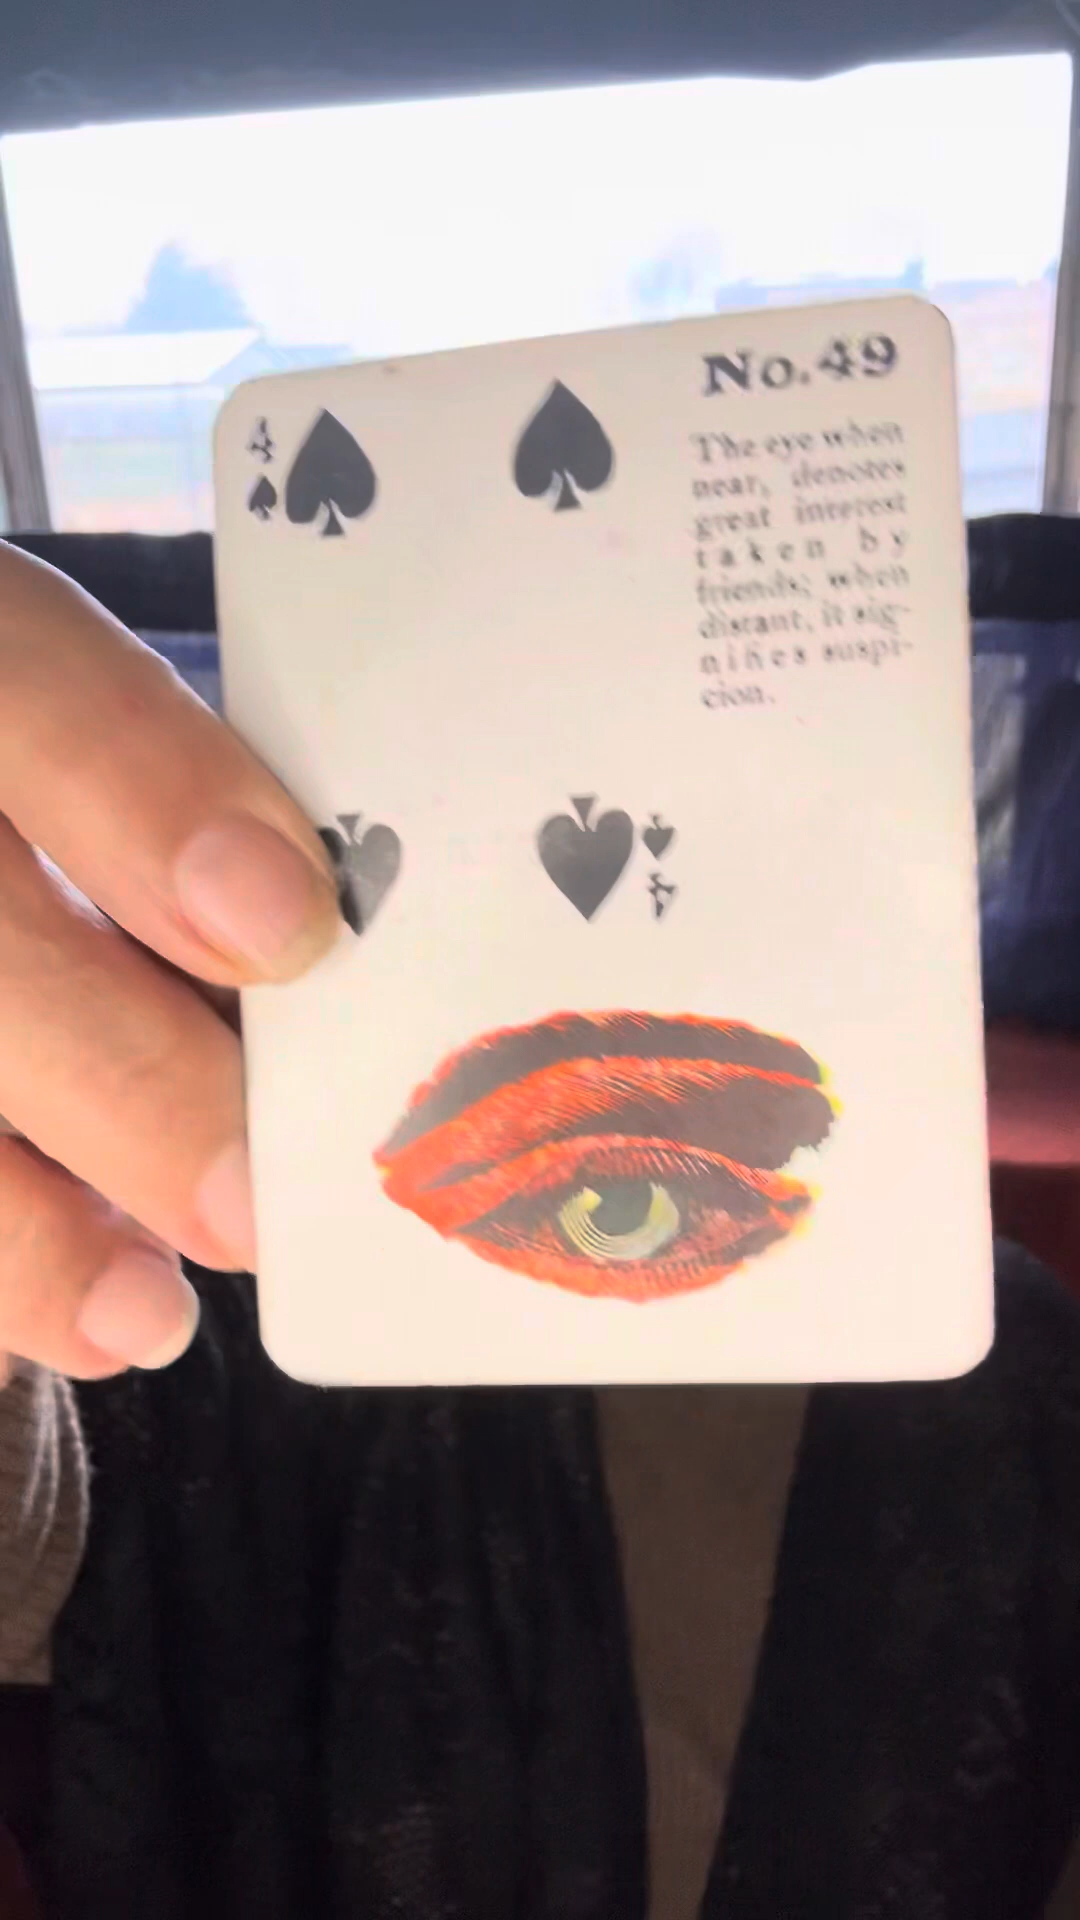 4
No.49
The eye when
near, denotes
great interest
taken by
friends; when
distant, it sig-
nifies suspi-
cion.
4